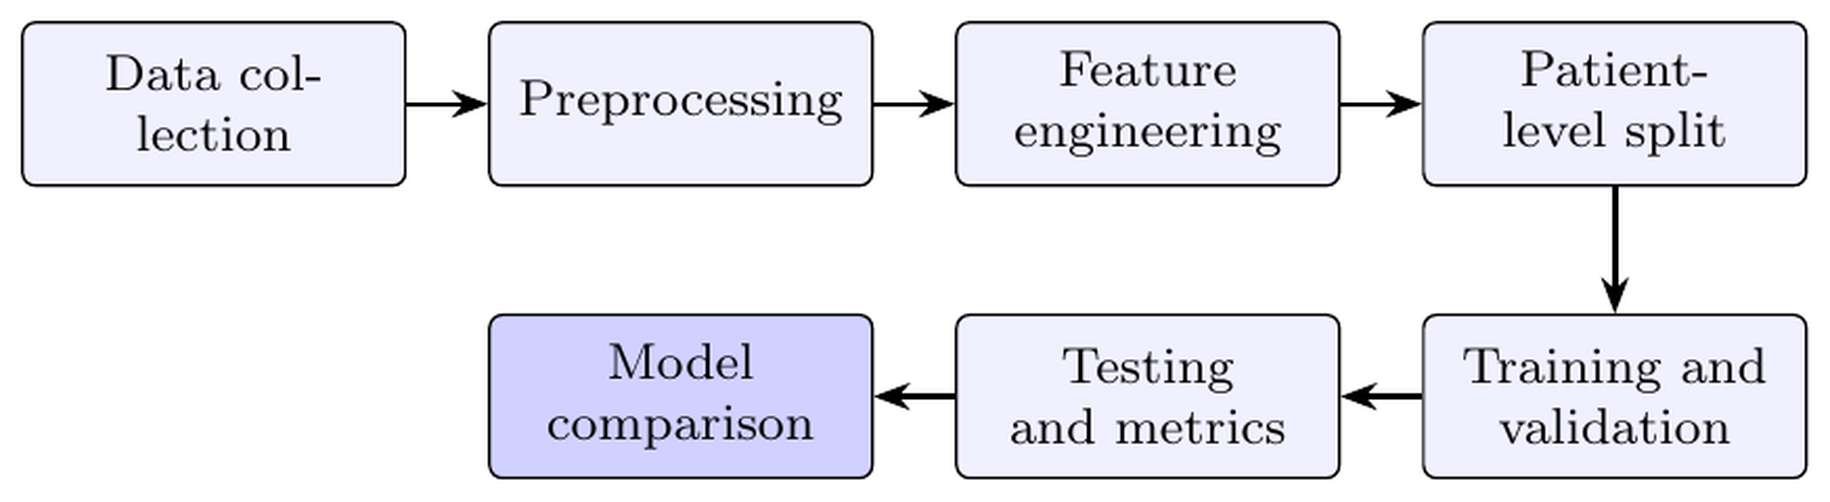 Data col-
lection
Preprocessing
Feature
engineering
Patient-
level split
Model
comparison
Testing
and metrics
Training and
validation